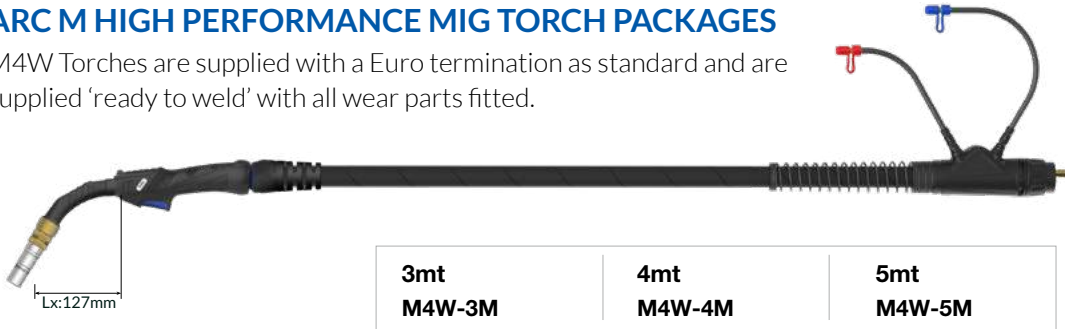 ARC M HIGH PERFORMANCE MIG TORCH PACKAGES
M4W Torches are supplied with a Euro termination as standard and are
supplied ‘ready to weld’ with all wear parts fitted.
Lx:127mm
3mt 4mt 5mt
M4W-3M M4W-4M M4W-5M